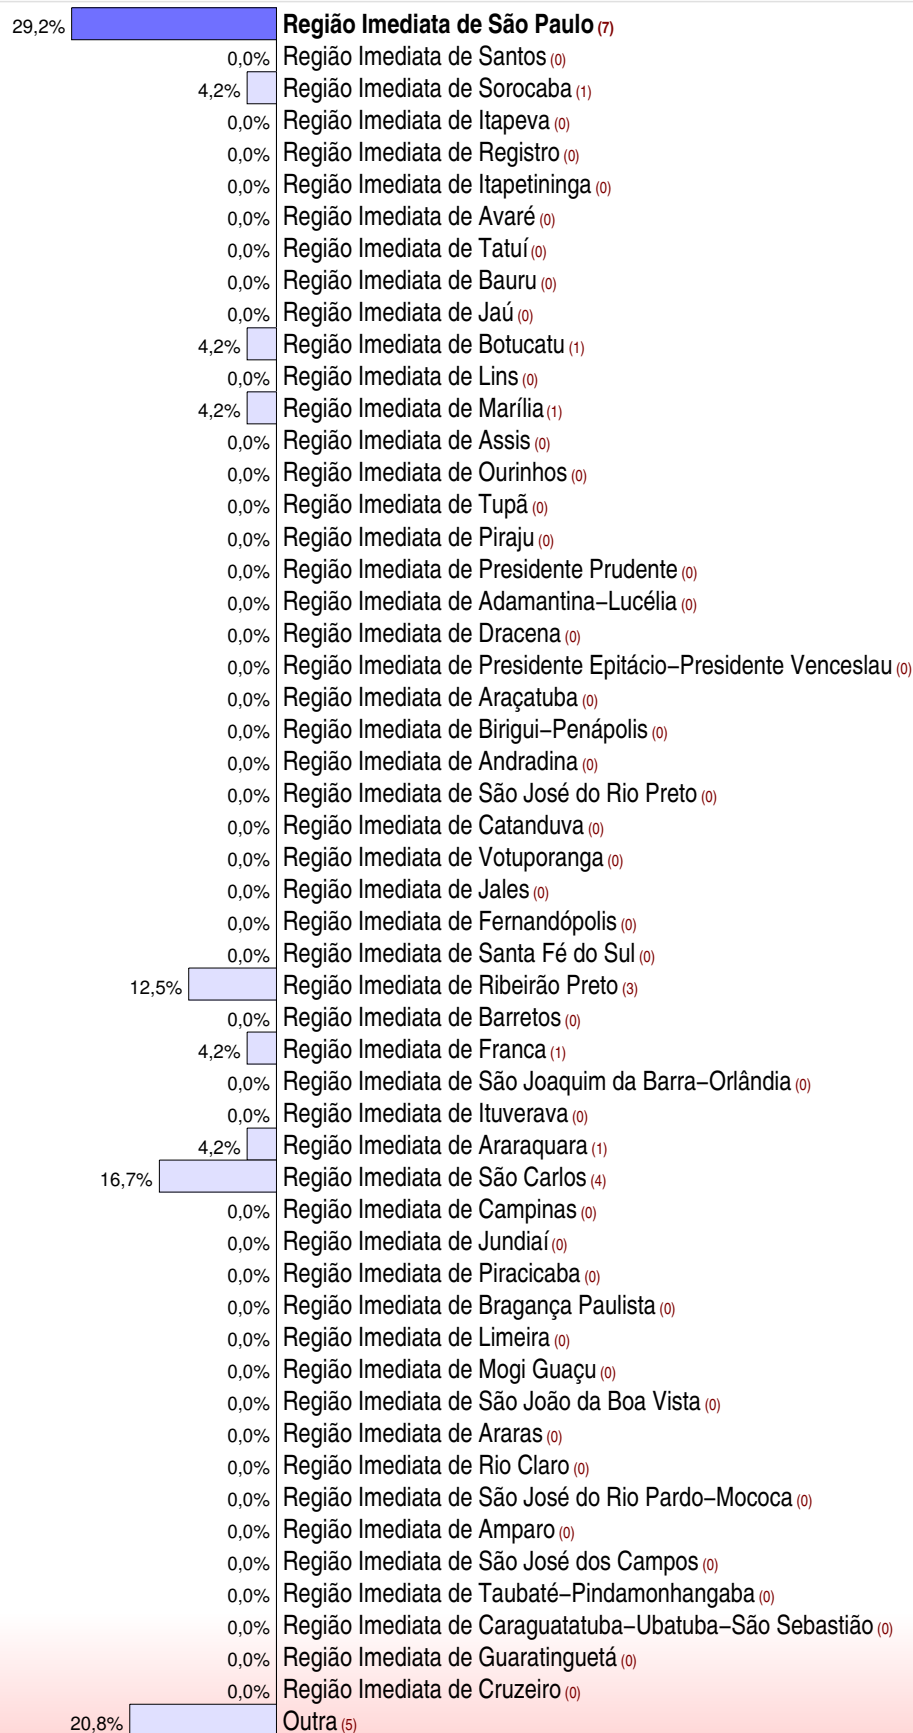 29,2% Região Imediata de São Paulo (7)
0,0% Região Imediata de Santos (0)
4,2% Região Imediata de Sorocaba (1)
0,0% Região Imediata de Itapeva (0)
0,0% Região Imediata de Registro (0)
0,0% Região Imediata de Itapetininga (0)
0,0% Região Imediata de Avaré (0)
0,0% Região Imediata de Tatuí (0)
0,0% Região Imediata de Bauru (0)
0,0% Região Imediata de Jaú (0)
4,2% Região Imediata de Botucatu (1)
0,0% Região Imediata de Lins (0)
4,2% Região Imediata de Marília (1)
0,0% Região Imediata de Assis (0)
0,0% Região Imediata de Ourinhos (0)
0,0% Região Imediata de Tupã (0)
0,0% Região Imediata de Piraju (0)
0,0% Região Imediata de Presidente Prudente (0)
0,0% Região Imediata de Adamantina−Lucélia (0)
0,0% Região Imediata de Dracena (0)
0,0% Região Imediata de Presidente Epitácio−Presidente Venceslau (0)
0,0% Região Imediata de Araçatuba (0)
0,0% Região Imediata de Birigui−Penápolis (0)
0,0% Região Imediata de Andradina (0)
0,0% Região Imediata de São José do Rio Preto (0)
0,0% Região Imediata de Catanduva (0)
0,0% Região Imediata de Votuporanga (0)
0,0% Região Imediata de Jales (0)
0,0% Região Imediata de Fernandópolis (0)
0,0% Região Imediata de Santa Fé do Sul (0)
12,5% Região Imediata de Ribeirão Preto (3)
0,0% Região Imediata de Barretos (0)
4,2% Região Imediata de Franca (1)
0,0% Região Imediata de São Joaquim da Barra−Orlândia (0)
0,0% Região Imediata de Ituverava (0)
4,2% Região Imediata de Araraquara (1)
16,7% Região Imediata de São Carlos (4)
0,0% Região Imediata de Campinas (0)
0,0% Região Imediata de Jundiaí (0)
0,0% Região Imediata de Piracicaba (0)
0,0% Região Imediata de Bragança Paulista (0)
0,0% Região Imediata de Limeira (0)
0,0% Região Imediata de Mogi Guaçu (0)
0,0% Região Imediata de São João da Boa Vista (0)
0,0% Região Imediata de Araras (0)
0,0% Região Imediata de Rio Claro (0)
0,0% Região Imediata de São José do Rio Pardo−Mococa (0)
0,0% Região Imediata de Amparo (0)
0,0% Região Imediata de São José dos Campos (0)
0,0% Região Imediata de Taubaté−Pindamonhangaba (0)
0,0% Região Imediata de Caraguatatuba−Ubatuba−São Sebastião (0)
0,0% Região Imediata de Guaratinguetá (0)
0,0% Região Imediata de Cruzeiro (0)
20,8% Outra (5)